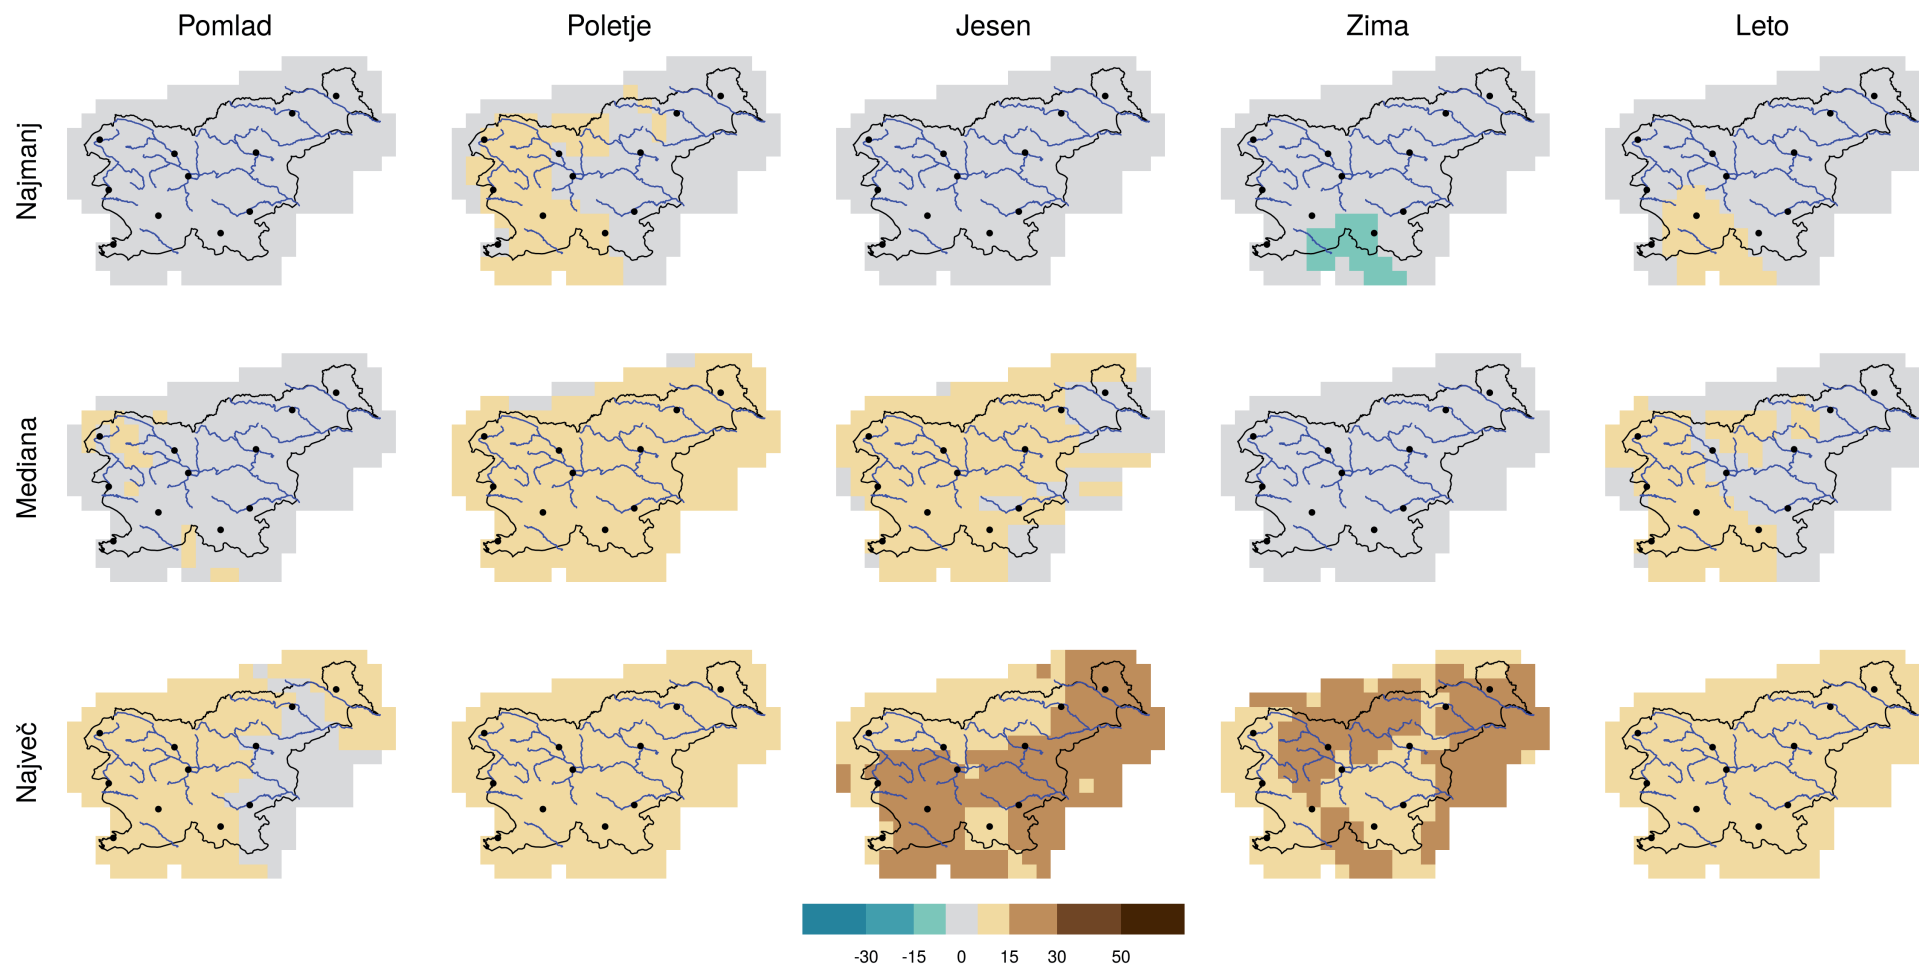 Pomlad Poletje Jesen Zima Leto
Najmanj
Mediana
Največ
-30 -15 0 15 30 50